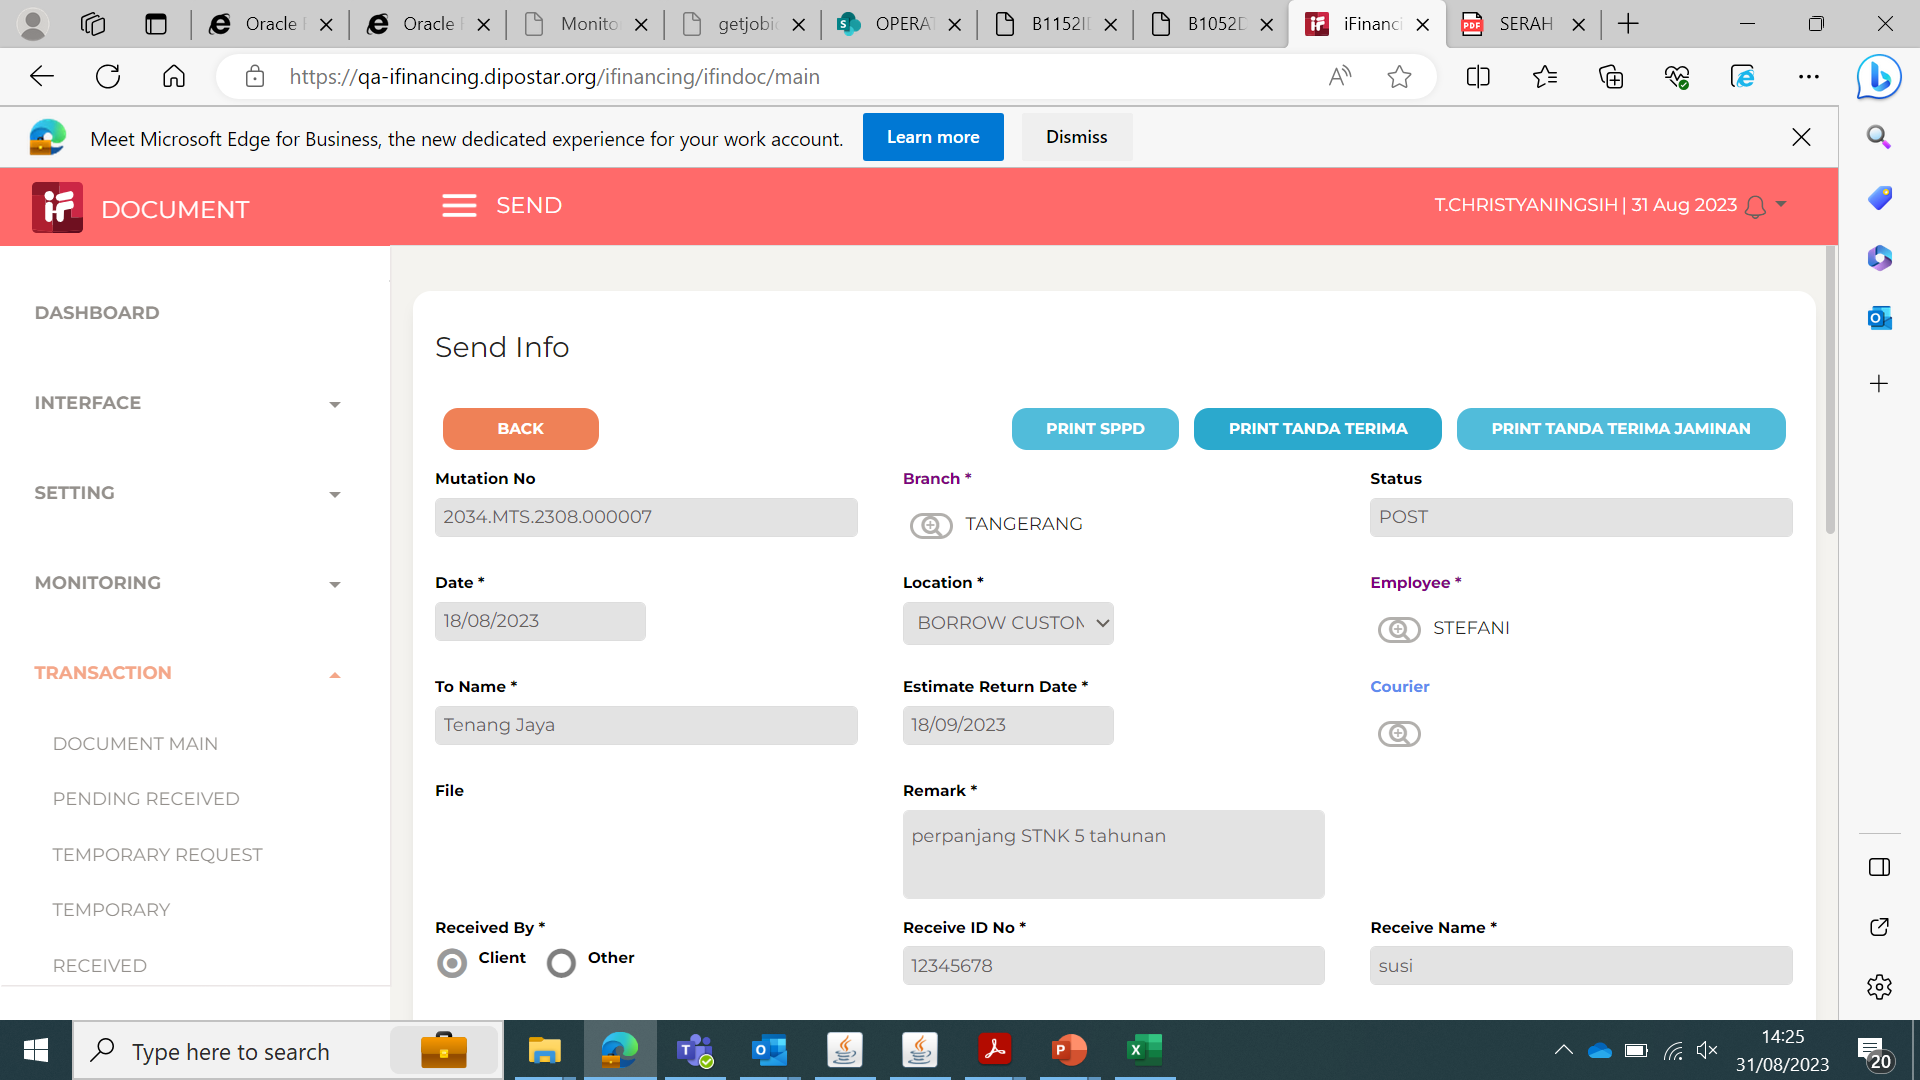 Oracle
Oracle
Monito
getjobi
OPERA
B1152II
B1052D
iFinanci
SERAH
https://qa-ifinancing.dipostar.org/ifinancing/ifindoc/main
Meet Microsoft Edge for Business, the new dedicated experience for your work account.
Learn more
Dismiss
iF
DOCUMENT
SEND
T.CHRISTYANINGSIH | 31 Aug 2023
DASHBOARD
INTERFACE
SETTING
MONITORING
TRANSACTION
DOCUMENT MAIN
PENDING RECEIVED
TEMPORARY REQUEST
TEMPORARY
RECEIVED
Send Info
BACK
PRINT SPPD
PRINT TANDA TERIMA
PRINT TANDA TERIMA JAMINAN
Mutation No
2034.MTS.2308.000007
Branch *
TANGERANG
Status
POST
Date *
18/08/2023
Location *
BORROW CUSTOM
Employee *
STEFANI
To Name *
Tenang Jaya
Estimate Return Date *
18/09/2023
Courier
File
Remark *
perpanjang STNK 5 tahunan
Received By *
Client
Other
Receive ID No *
12345678
Receive Name *
susi
Type here to search
14:25
31/08/2023
20